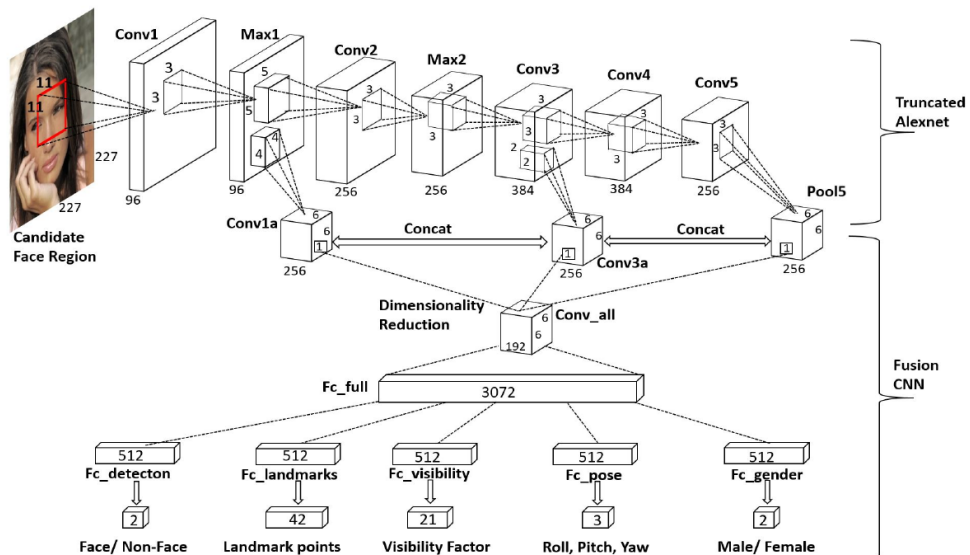 Conv1
Max1
Conv2
Max2
Conv3
Conv4
Conv5
11
11
3
3
5
5
3
3
3
3
3
3
3
3
3
3
4
4
2
2
227
227
96
96
256
256
384
384
256
Truncated
Alexnet
Candidate
Face Region
Conv1a
6
6
1
256
Concat
6
6
1
256
Conv3a
Concat
Pool5
6
6
1
256
Dimensionality
Reduction
Conv_all
6
6
192
Fusion
CNN
Fc_full
3072
512
512
512
512
512
Fc_detecton
Fc_landmarks
Fc_visibility
Fc_pose
Fc_gender
2
42
21
3
2
Face/ Non-Face
Landmark points
Visibility Factor
Roll, Pitch, Yaw
Male/ Female